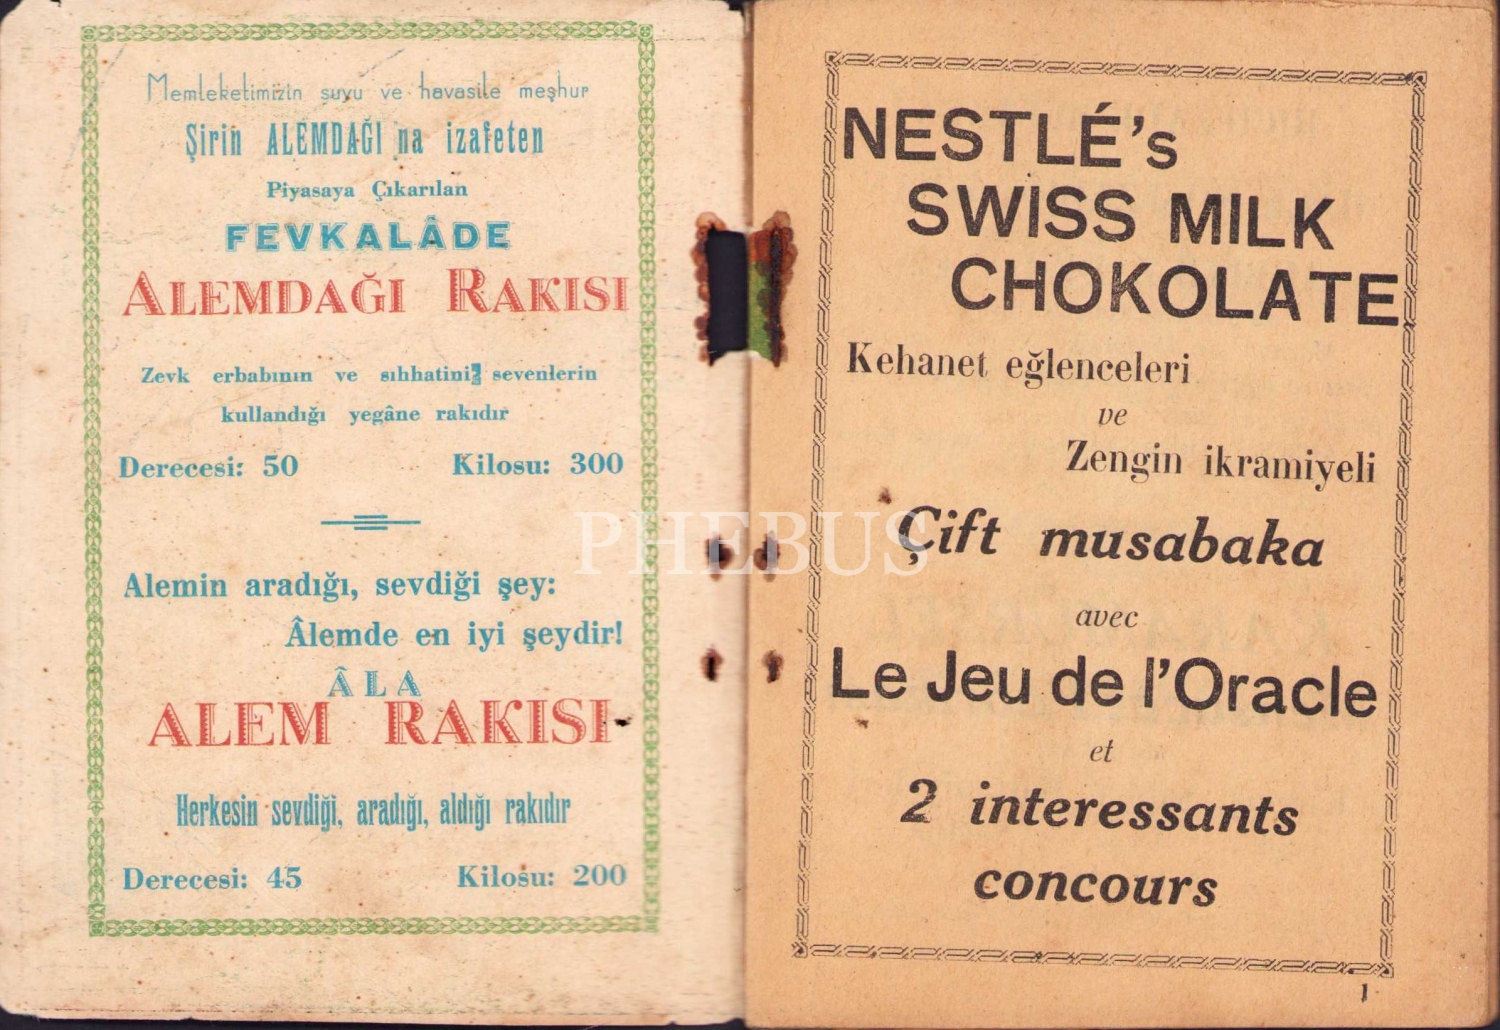 Memleketimizin suyu ve havasile meşhur
Şirin ALEMDAĞI na izafeten
Piyasaya Çıkarılan
FEVKALÂDE
ALEMDAĞI RAKISI
Zevk erbabının ve sıhhatini sevenlerin
kullandığı yegâne rakıdır
Derecesi: 50 Kilosu: 300
Alemin aradığı, sevdiği şey:
Âlemde en iyi şeydir!
ÂLA
ALEM RAKISI
Herkesin sevdiği, aradığı, aldığı rakıdır
Derecesi: 45 Kilosu: 200
NESTLÉ's
SWISS MILK
CHOKOLATE
Kehanet eğlenceleri
ve
Zengin ikramiyeli
Çift musabaka
avec
Le Jeu de l'Oracle
et
2 interessants
concours
1
PHEBUS